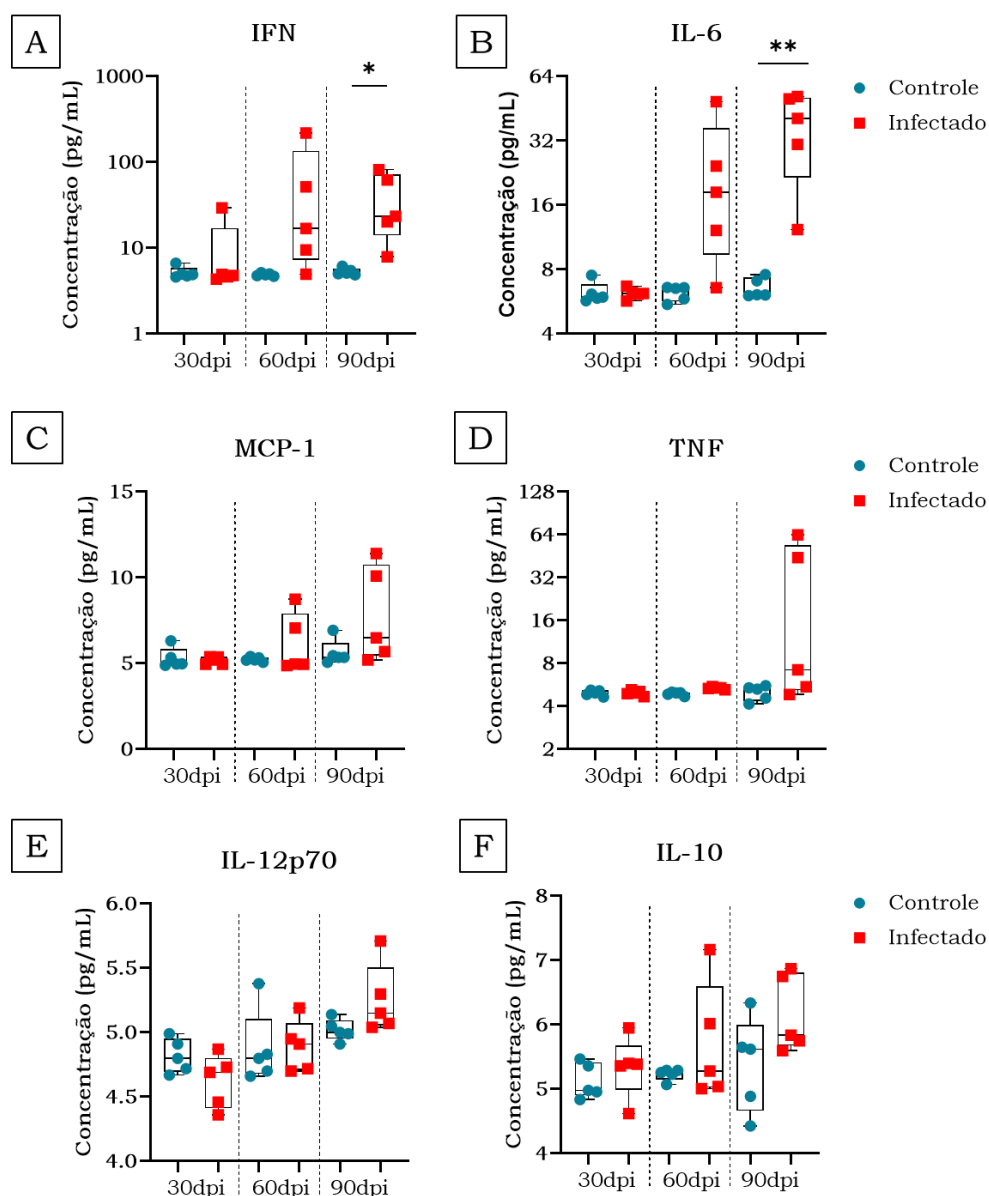 A
IFN
Concentração (pg/mL)
1000
100
10
1
*
30dpi
60dpi
90dpi
B
IL-6
Concentração (pg/mL)
64
32
16
8
4
**
30dpi
60dpi
90dpi
Controle
Infectado
C
MCP-1
Concentração (pg/mL)
15
10
5
0
30dpi
60dpi
90dpi
D
TNF
Concentração (pg/mL)
128
64
32
16
8
4
2
30dpi
60dpi
90dpi
Controle
Infectado
E
IL-12p70
Concentração (pg/mL)
6.0
5.5
5.0
4.5
4.0
30dpi
60dpi
90dpi
F
IL-10
Concentração (pg/mL)
8
7
6
5
4
30dpi
60dpi
90dpi
Controle
Infectado